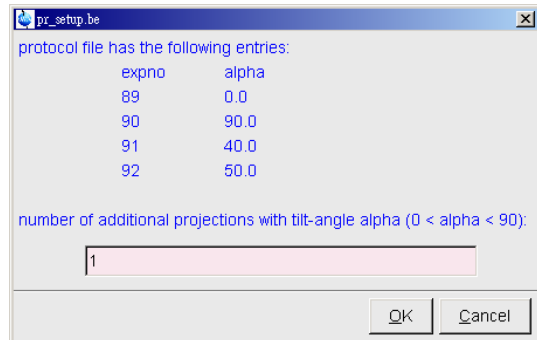 pr_setup.be
protocol file has the following entries:
expno alpha
89 0.0
90 90.0
91 40.0
92 50.0
number of additional projections with tilt-angle alpha (0 < alpha < 90):
1
OK Cancel